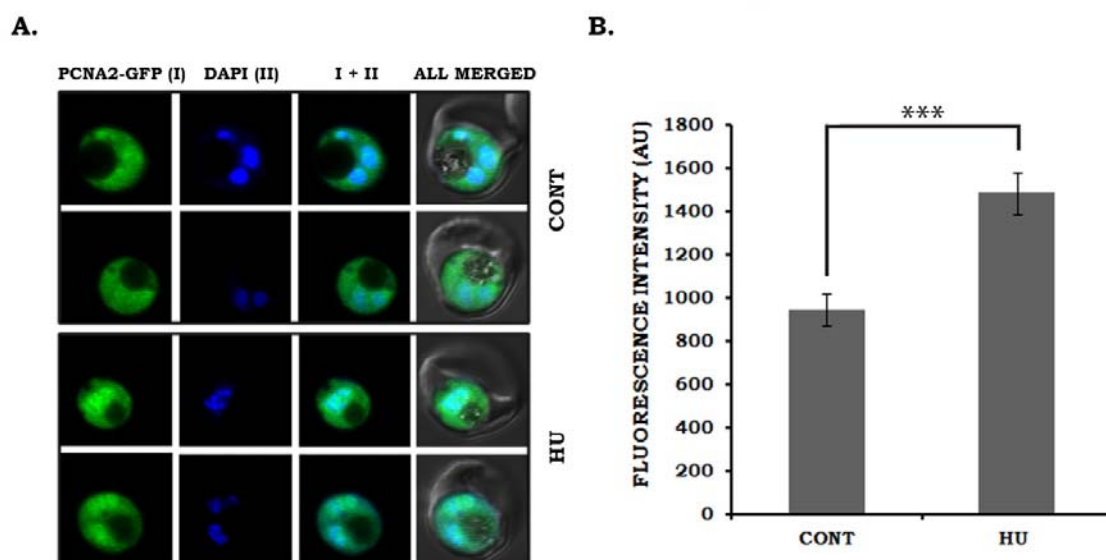 A.
B.
PCNA2-GFP (I) DAPI (II) I + II ALL MERGED
CONT
HU
FLUORESCENCE INTENSITY (AU)
1800
1600
1400
1200
1000
800
600
400
200
0
***
CONT HU